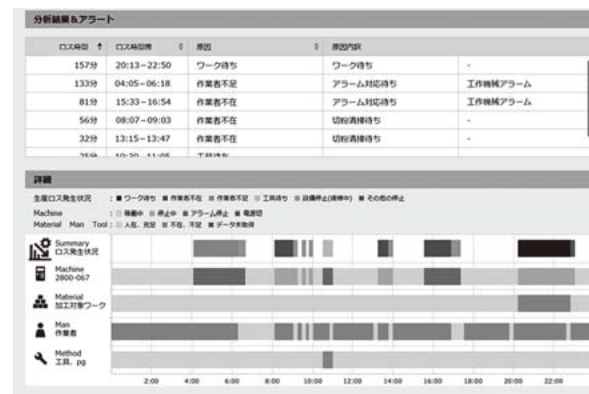 分析結果&アラート
ロス時間 ロス時間帯 原因 原因内訳
157分 20:13-22:50 ワーク待ち ワーク待ち -
133分 04:05-06:18 作業者不足 アラーム対応待ち 工作機械アラーム
81分 15:33-16:54 作業者不在 アラーム対応待ち 工作機械アラーム
56分 08:07-09:03 作業者不在 切粉清掃待ち -
32分 13:15-13:47 作業者不在 切粉清掃待ち -
詳細
生産ロス発生状況 : ワーク待ち 作業者不在 作業者不足 工具待ち 設備停止(復帰中) その他の停止
Machine : 稼働中 停止中 アラーム停止 電源切
Material Man Tool : 人在、充足 不在、不足 データ未取得
Summary
ロス発生状況
Machine
2800-067
Material
加工対象ワーク
Man
作業者
Method
工具、pg
2:00 4:00 6:00 8:00 10:00 12:00 14:00 16:00 18:00 20:00 22:00